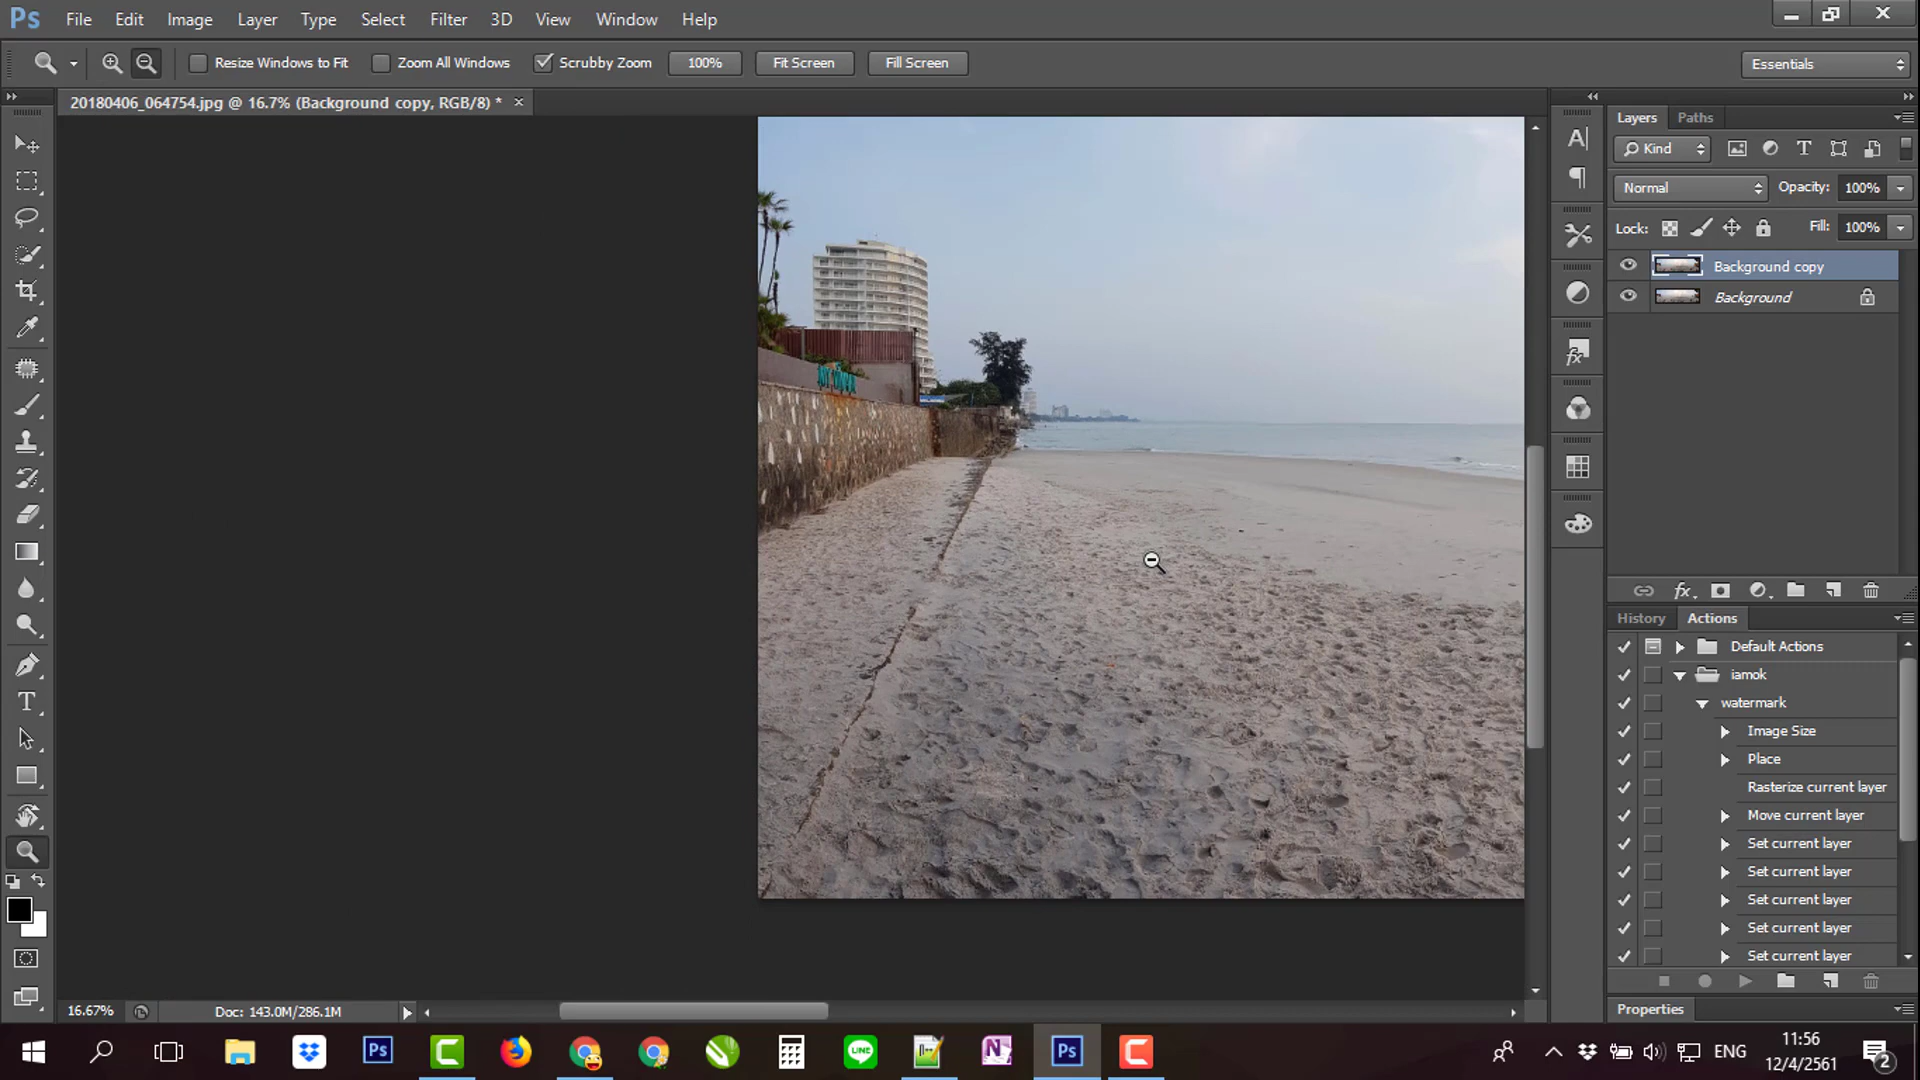 Ps File Edit Image Layer Type Select Filter 3D View Window Help
Resize Windows to Fit Zoom All Windows Scrubby Zoom 100% Fit Screen Fill Screen Essentials
20180406_064754.jpg @ 16.7% (Background copy, RGB/8) *
Layers Paths
Kind
Normal Opacity: 100%
Lock: Fill: 100%
Background copy
Background
History Actions
Default Actions
iamok
watermark
Image Size
Place
Rasterize current layer
Move current layer
Set current layer
Set current layer
Set current layer
Set current layer
Set current layer
Properties
16.67% Doc: 143.0M/286.1M
ENG
11:56
12/4/2561
2